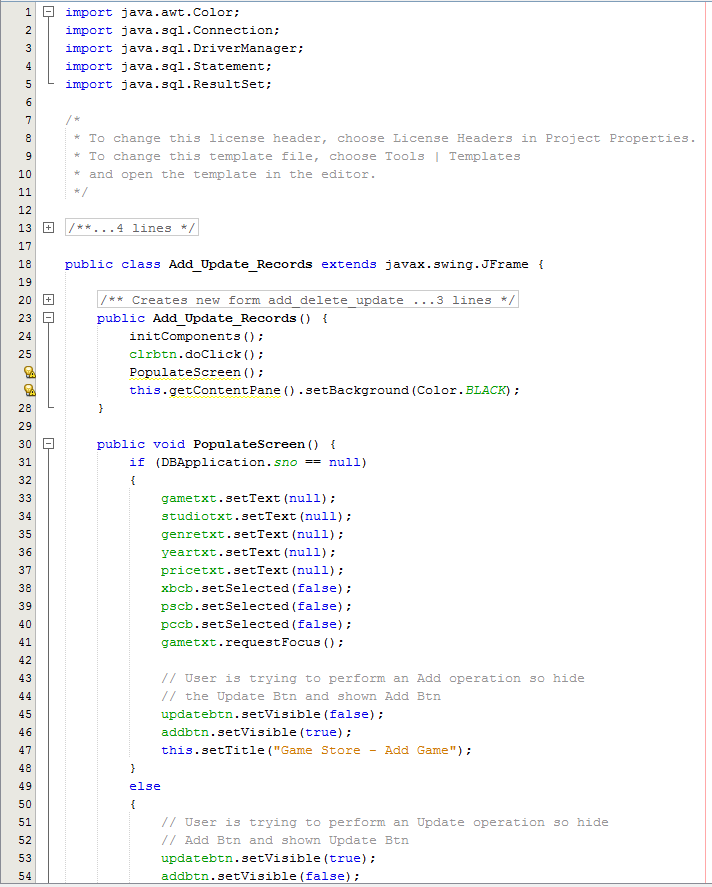 1 import java.awt.Color;
2 import java.sql.Connection;
3 import java.sql.DriverManager;
4 import java.sql.Statement;
5 import java.sql.ResultSet;
6
7 /*
8 * To change this license header, choose License Headers in Project Properties.
9 * To change this template file, choose Tools | Templates
10 * and open the template in the editor.
11 */
12
13 /**...4 lines */
17
18 public class Add_Update_Records extends javax.swing.JFrame {
19
20 /** Creates new form add_delete_update ...3 lines */
23 public Add_Update_Records() {
24 initComponents();
25 clrbtn.doClick();
PopulateScreen();
this.getContentPane().setBackground(Color.BLACK);
28 }
29
30 public void PopulateScreen() {
31 if (DBApplication.sno == null)
32 {
33 gametxt.setText(null);
34 studiotxt.setText(null);
35 genretxt.setText(null);
36 yeartxt.setText(null);
37 pricetxt.setText(null);
38 xbcb.setSelected(false);
39 pscb.setSelected(false);
40 pccb.setSelected(false);
41 gametxt.requestFocus();
42
43 // User is trying to perform an Add operation so hide
44 // the Update Btn and shown Add Btn
45 updatebtn.setVisible(false);
46 addbtn.setVisible(true);
47 this.setTitle("Game Store - Add Game");
48 }
49 else
50 {
51 // User is trying to perform an Update operation so hide
52 // Add Btn and shown Update Btn
53 updatebtn.setVisible(true);
54 addbtn.setVisible(false);